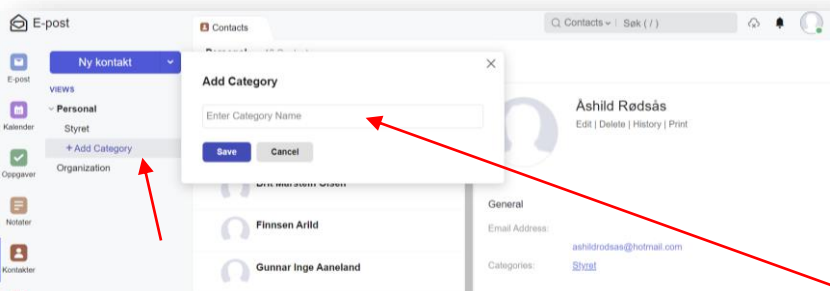 E-post
Contacts
Contacts
Søk ( / )
E-post
Kalender
Oppgaver
Notater
Kontakter
Ny kontakt
VIEWS
Personal
Styret
+ Add Category
Organization
Add Category
Enter Category Name
Save
Cancel
Finnsen Arild
Gunnar Inge Aaneland
Åshild Rødsås
Edit | Delete | History | Print
General
Email Address:
ashildrodsas@hotmail.com
Categories:
Styret